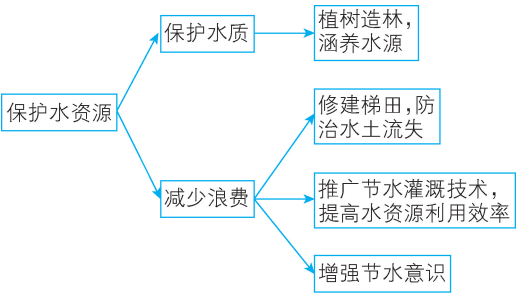 保护水资源
保护水质
植树造林，
涵养水源
减少浪费
修建梯田，防
治水土流失
推广节水灌溉技术，
提高水资源利用效率
增强节水意识